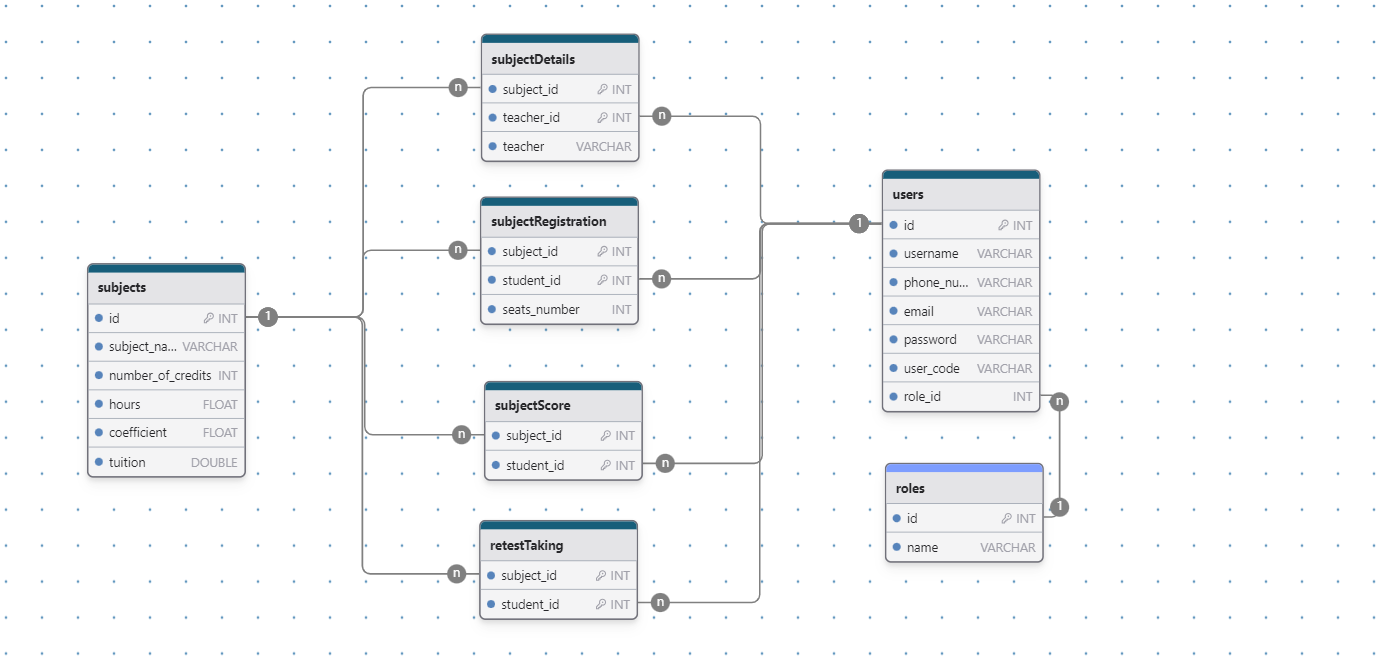 subjectDetails
subject_id INT
teacher_id INT
teacher VARCHAR
n
n
subjectRegistration
subject_id INT
student_id INT
seats_number INT
n
n
subjects
id INT
subject_na... VARCHAR
number_of_credits INT
hours FLOAT
coefficient FLOAT
tuition DOUBLE
1
subjectScore
subject_id INT
student_id INT
n
n
retestTaking
subject_id INT
student_id INT
n
n
users
id INT
username VARCHAR
phone_nu... VARCHAR
email VARCHAR
password VARCHAR
user_code VARCHAR
role_id INT
1
n
roles
id INT
name VARCHAR
1